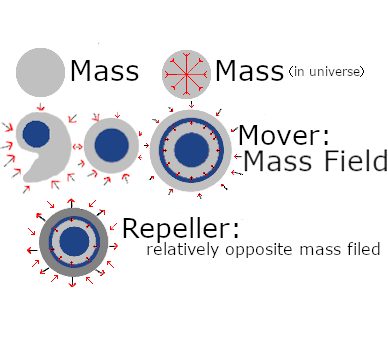 Mass
Mass (in universe)
Mover:
Mass Field
Repeller:
relatively opposite mass filed